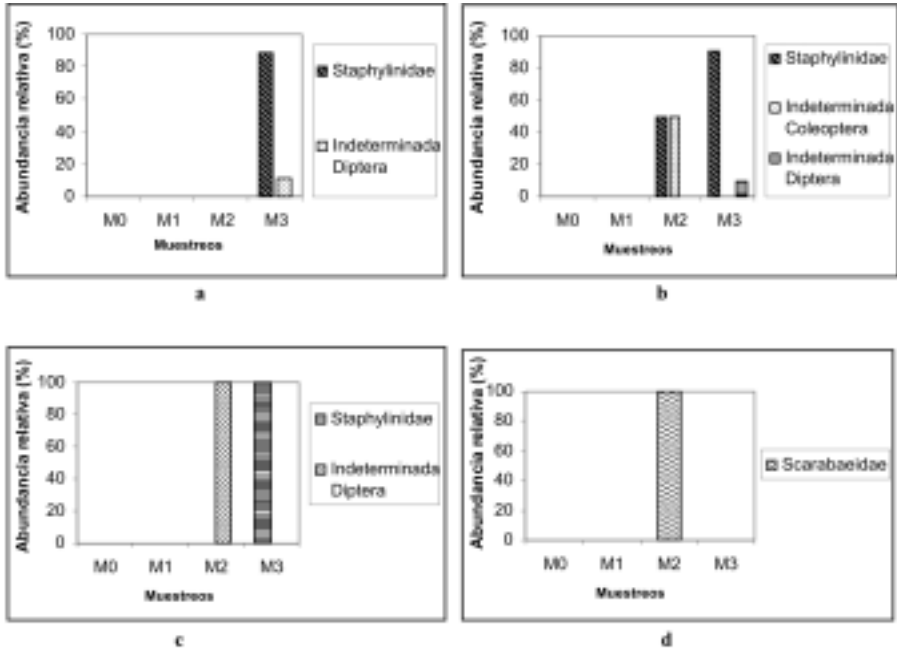 Abundancia relativa (%)
100
80
60
40
20
0
M0 M1 M2 M3
Muestreos
Staphylinidae
Indeterminada
Diptera
a
Abundancia relativa (%)
100
80
60
40
20
0
M0 M1 M2 M3
Muestreos
Staphylinidae
Indeterminada
Coleoptera
Indeterminada
Diptera
b
Abundancia relativa (%)
100
80
60
40
20
0
M0 M1 M2 M3
Muestreos
Staphylinidae
Indeterminada
Diptera
c
Abundancia relativa (%)
100
80
60
40
20
0
M0 M1 M2 M3
Muestreos
Scarabaeidae
d